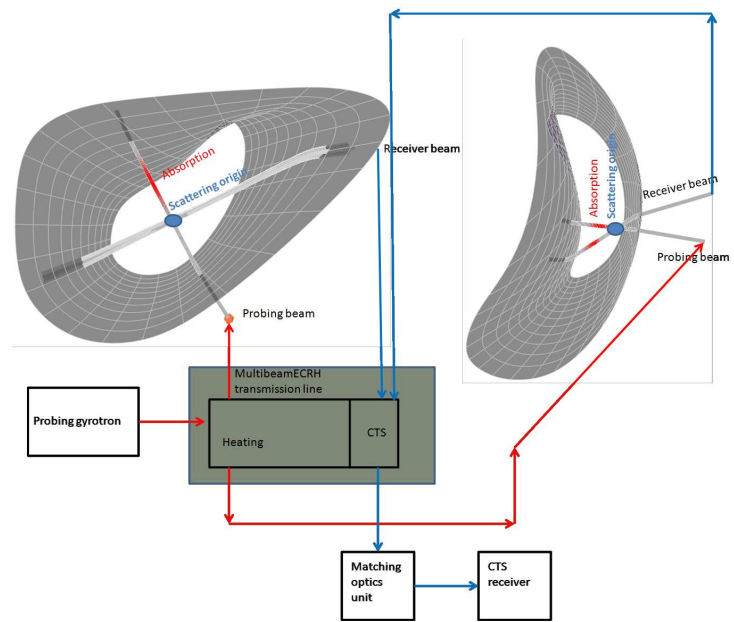 Absorption
Scattering origin
Receiver beam
Probing beam
Absorption
Scattering origin
Receiver beam
Probing beam
MultibeamECRH
transmission line
Probing gyrotron
Heating
CTS
Matching
optics
unit
CTS
receiver